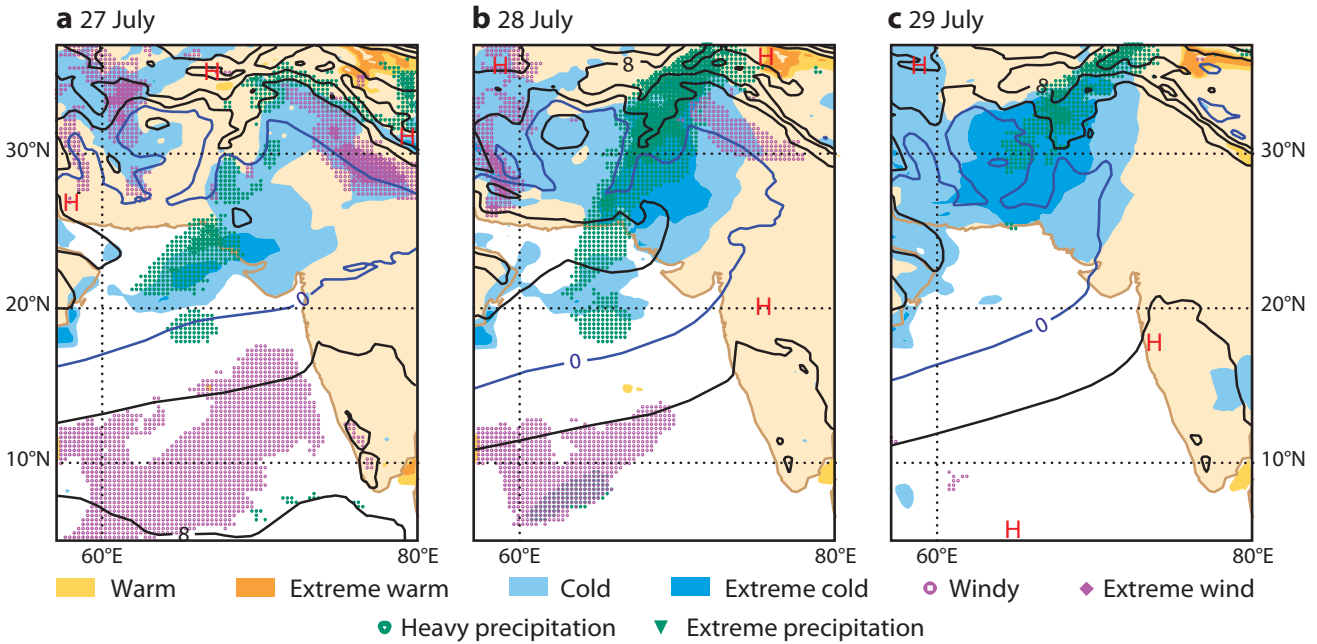 a 27 July
b 28 July
c 29 July
H
H
H
0
8
30°N
20°N
10°N
60°E
80°E
H
H
H
8
0
60°E
80°E
H
H
H
8
0
30°N
20°N
10°N
60°E
80°E
Warm
Extreme warm
Cold
Extreme cold
Windy
Extreme wind
Heavy precipitation
Extreme precipitation